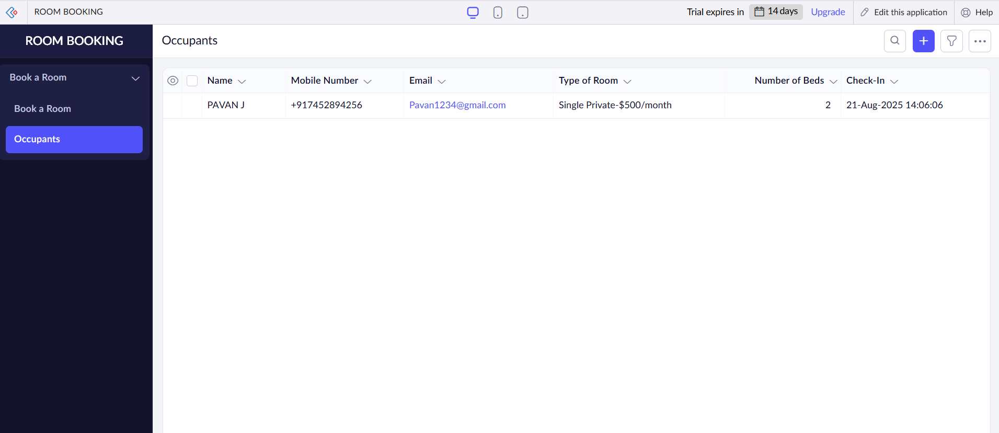 ROOM BOOKING
Trial expires in 14 days Upgrade Edit this application Help
ROOM BOOKING
Book a Room
Book a Room
Occupants
Occupants
Name Mobile Number Email Type of Room Number of Beds Check-In
PAVAN J +917452894256 Pavan1234@gmail.com Single Private-$500/month 2 21-Aug-2025 14:06:06